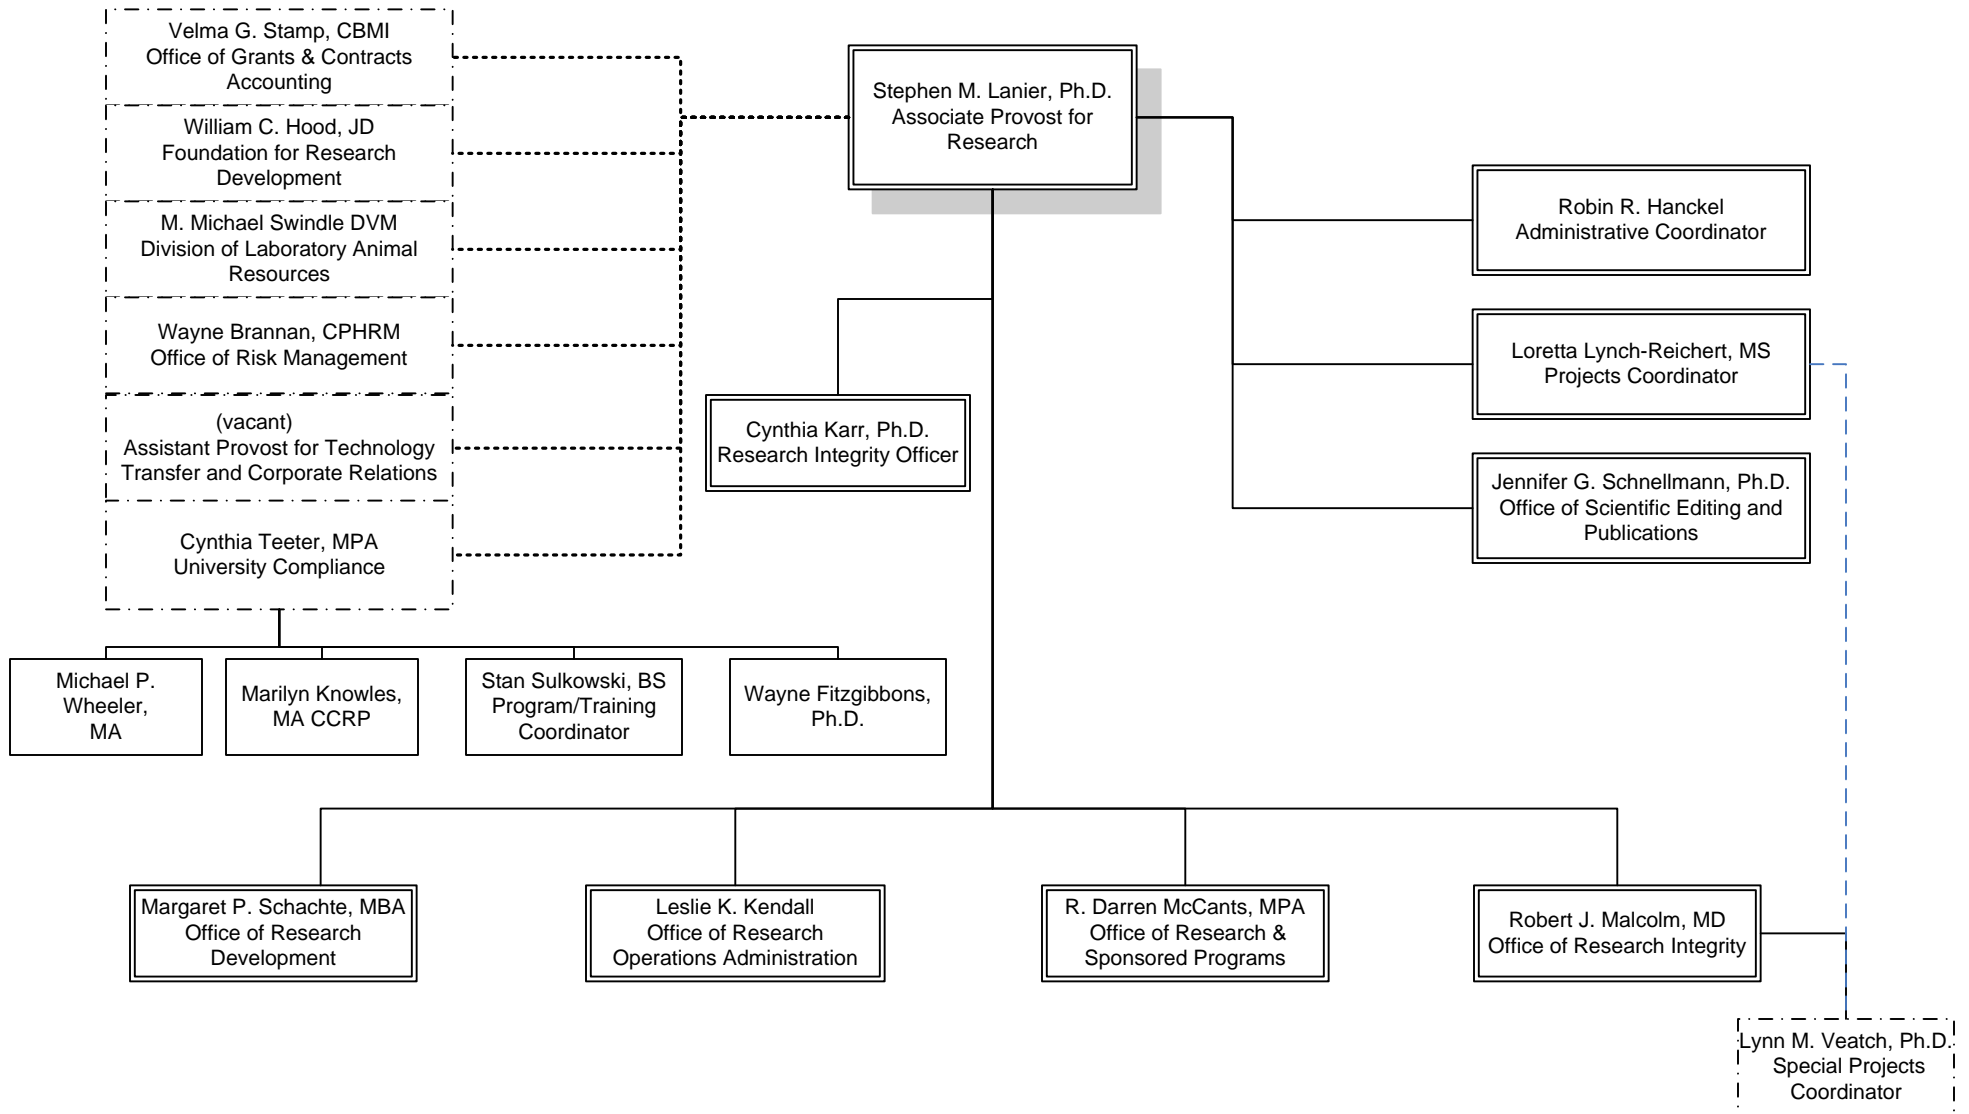 Velma G. Stamp, CBMI
Office of Grants & Contracts
Accounting
William C. Hood, JD
Foundation for Research
Development
M. Michael Swindle DVM
Division of Laboratory Animal
Resources
Wayne Brannan, CPHRM
Office of Risk Management
(vacant)
Assistant Provost for Technology
Transfer and Corporate Relations
Cynthia Teeter, MPA
University Compliance
Stephen M. Lanier, Ph.D.
Associate Provost for
Research
Robin R. Hanckel
Administrative Coordinator
Loretta Lynch-Reichert, MS
Projects Coordinator
Jennifer G. Schnellmann, Ph.D.
Office of Scientific Editing and
Publications
Cynthia Karr, Ph.D.
Research Integrity Officer
Michael P.
Wheeler,
MA
Marilyn Knowles,
MA CCRP
Stan Sulkowski, BS
Program/Training
Coordinator
Wayne Fitzgibbons,
Ph.D.
Margaret P. Schachte, MBA
Office of Research
Development
Leslie K. Kendall
Office of Research
Operations Administration
R. Darren McCants, MPA
Office of Research &
Sponsored Programs
Robert J. Malcolm, MD
Office of Research Integrity
Lynn M. Veatch, Ph.D.
Special Projects
Coordinator